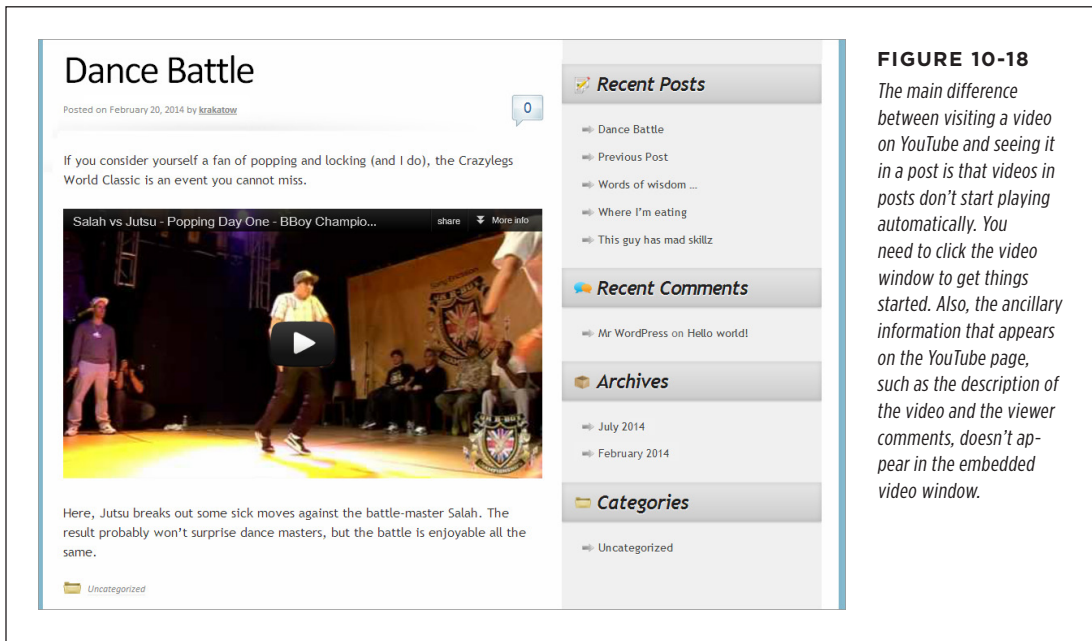 Dance Battle
Posted on February 20, 2014 by krakatow
0
If you consider yourself a fan of popping and locking (and I do), the Crazylegs
World Classic is an event you cannot miss.
Salah vs Jutsu - Popping Day One - BBoy Champio...
share
More info
Sony Ericsson
Here, Jutsu breaks out some sick moves against the battle-master Salah. The
result probably won't surprise dance masters, but the battle is enjoyable all the
same.
Uncategorized
Recent Posts
Dance Battle
Previous Post
Words of wisdom …
Where I'm eating
This guy has mad skillz
Recent Comments
Mr WordPress on Hello world!
Archives
July 2014
February 2014
Categories
Uncategorized
FIGURE 10-18
The main difference
between visiting a video
on YouTube and seeing it
in a post is that videos in
posts don't start playing
automatically. You
need to click the video
window to get things
started. Also, the ancillary
information that appears
on the YouTube page,
such as the description of
the video and the viewer
comments, doesn't ap-
pear in the embedded
video window.